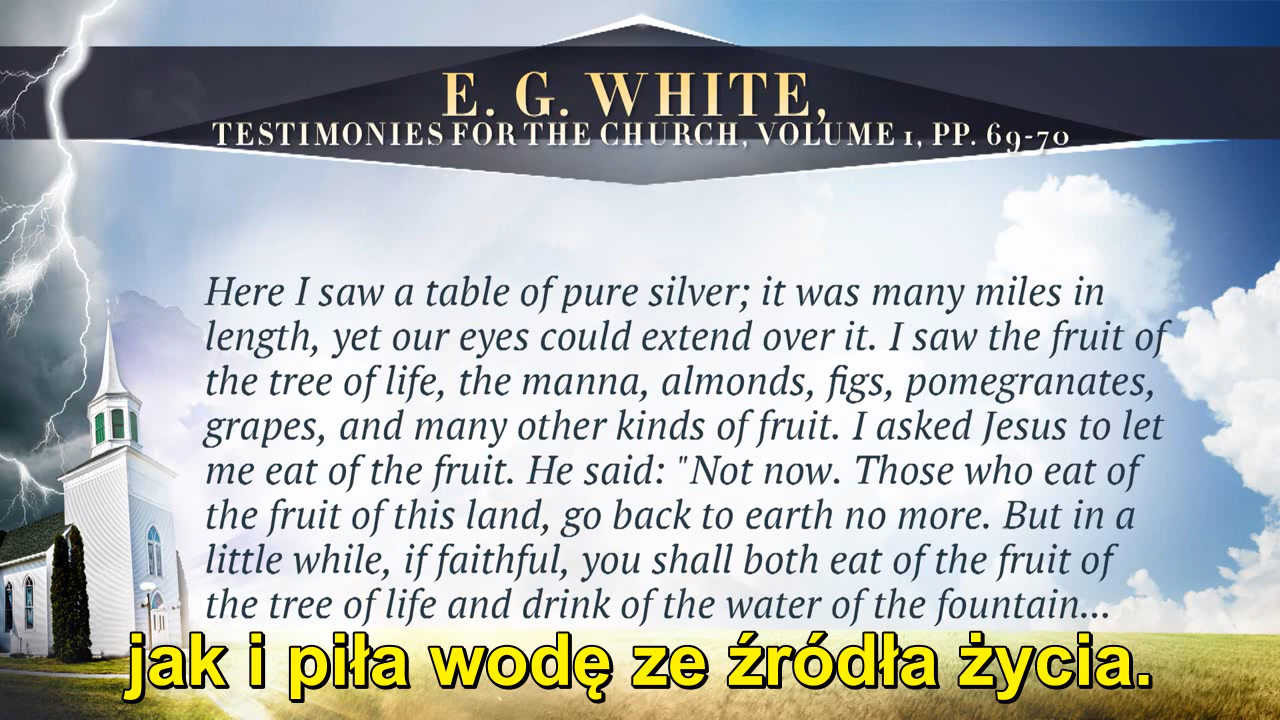 E. G. WHITE,
TESTIMONIES FOR THE CHURCH, VOLUME 1, PP. 69-70
Here I saw a table of pure silver; it was many miles in
length, yet our eyes could extend over it. I saw the fruit of
the tree of life, the manna, almonds, figs, pomegranates,
grapes, and many other kinds of fruit. I asked Jesus to let
me eat of the fruit. He said: "Not now. Those who eat of
the fruit of this land, go back to earth no more. But in a
little while, if faithful, you shall both eat of the fruit of
the tree of life and drink of the water of the fountain...
jak i piła wodę ze źródła życia.